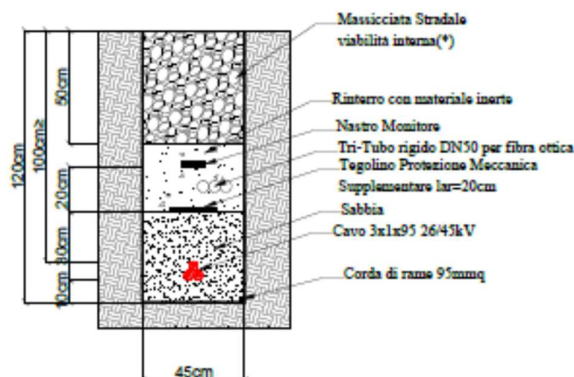 Massicciata Stradale
viabilità interna(*)
Rinterro con materiale inerte
Nastro Monitore
Tri-Tubo rigido DN50 per fibra ottica
Tegolino Protezione Meccanica
Supplementare lar=20cm
Sabbia
Cavo 3x1x95 26/45kV
Corda di rame 95mmq
120cm
100cm≥
50cm
20cm
30cm
10cm
45cm